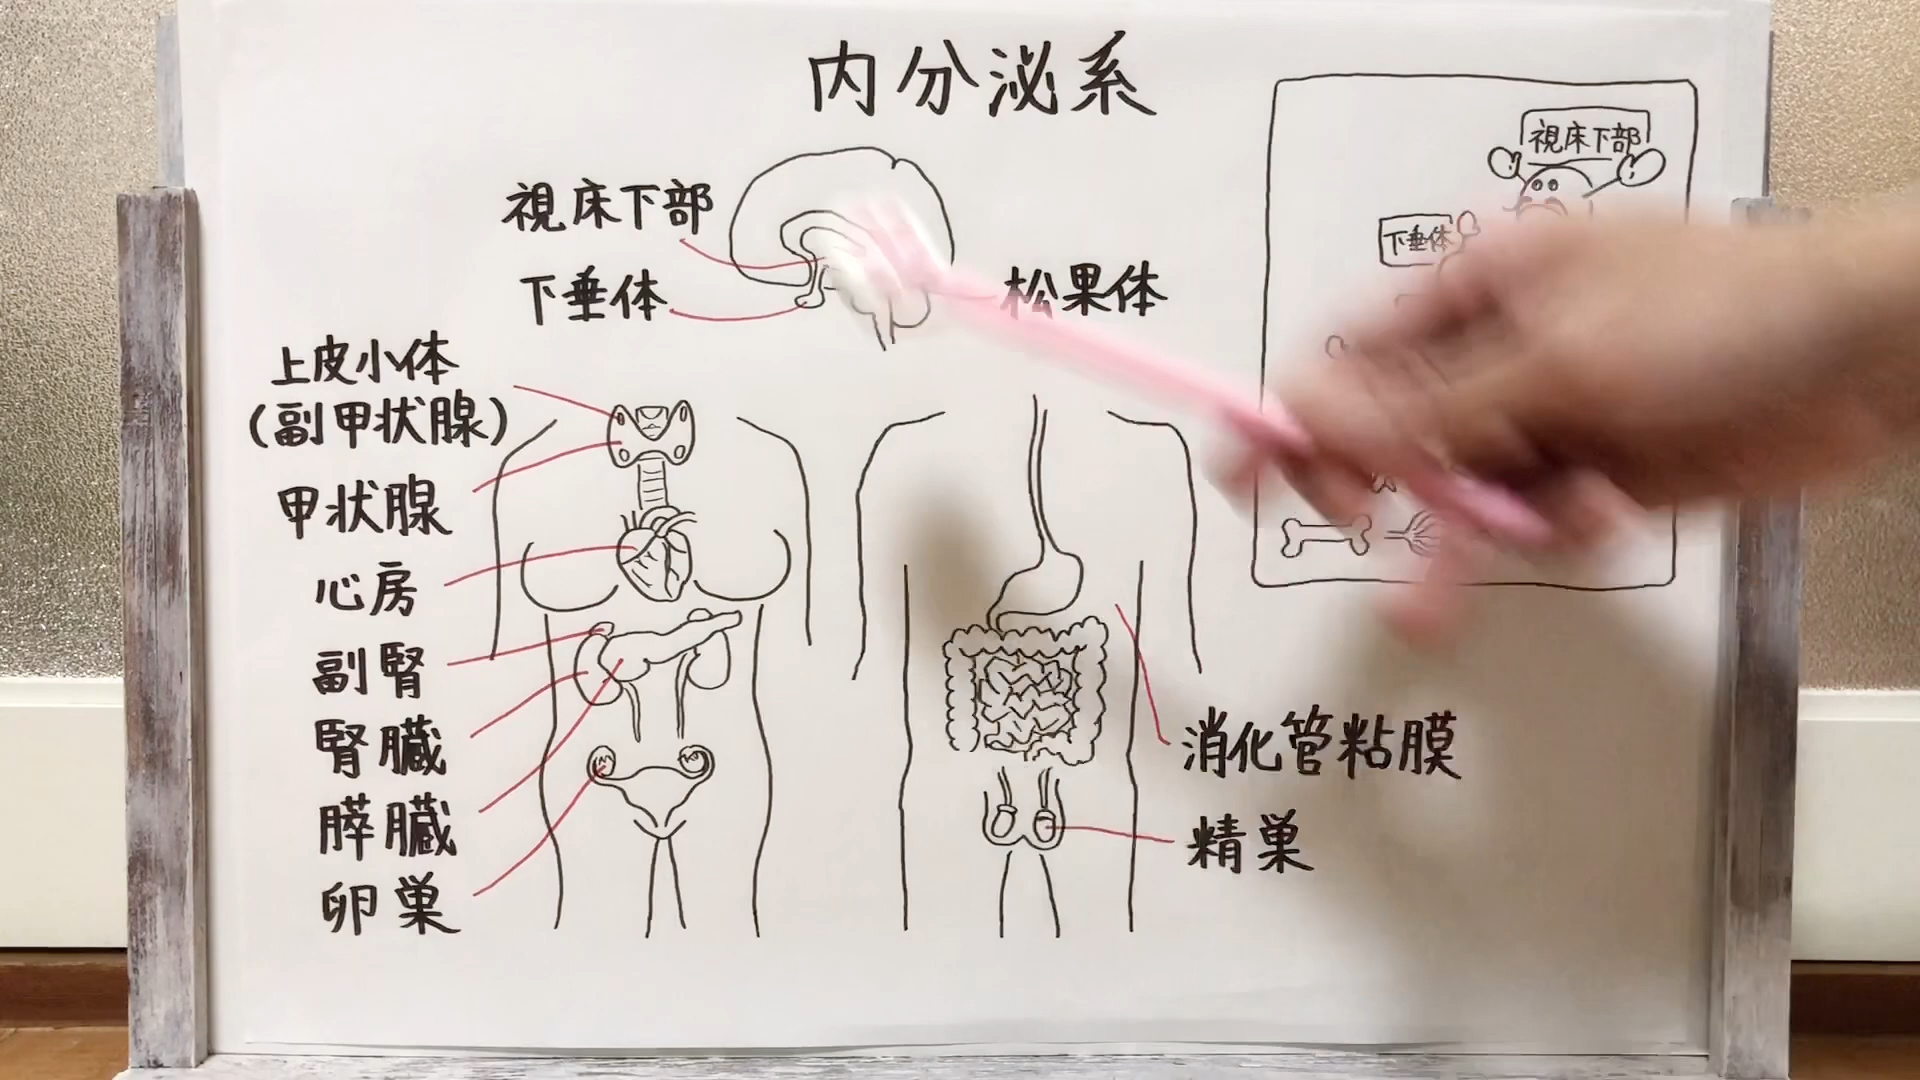 内分泌系
視床下部
下垂体
松果体
上皮小体
(副甲状腺)
甲状腺
心房
副腎
腎臓
膵臓
卵巣
消化管粘膜
精巣
視床下部
下垂体